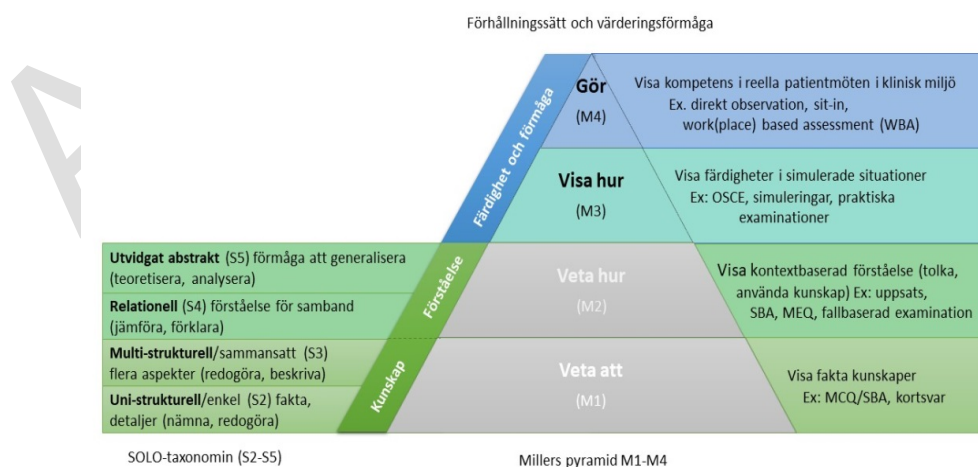 Förhållningssätt och värderingsförmåga
Färdighet och förmåga
Gör
(M4)
Visa kompetens i reella patientmöten i klinisk miljö
Ex. direkt observation, sit-in,
work(place) based assessment (WBA)
Visa hur
(M3)
Visa färdigheter i simulerade situationer
Ex: OSCE, simuleringar, praktiska
examinationer
Utvidgat abstrakt (S5) förmåga att generalisera
(teoretisera, analysera)
Relationell (S4) förståelse för samband
(jämföra, förklara)
Förståelse
Veta hur
(M2)
Visa kontextbaserad förståelse (tolka,
använda kunskap) Ex: uppsats,
SBA, MEQ, fallbaserad examination
Multi-strukturell/sammansatt (S3)
flera aspekter (redogöra, beskriva)
Uni-strukturell/enkel (S2) fakta,
detaljer (nämna, redogöra)
Kunskap
Veta att
(M1)
Visa fakta kunskaper
Ex: MCQ/SBA, kortsvar
SOLO-taxonomin (S2-S5)
Millers pyramid M1-M4